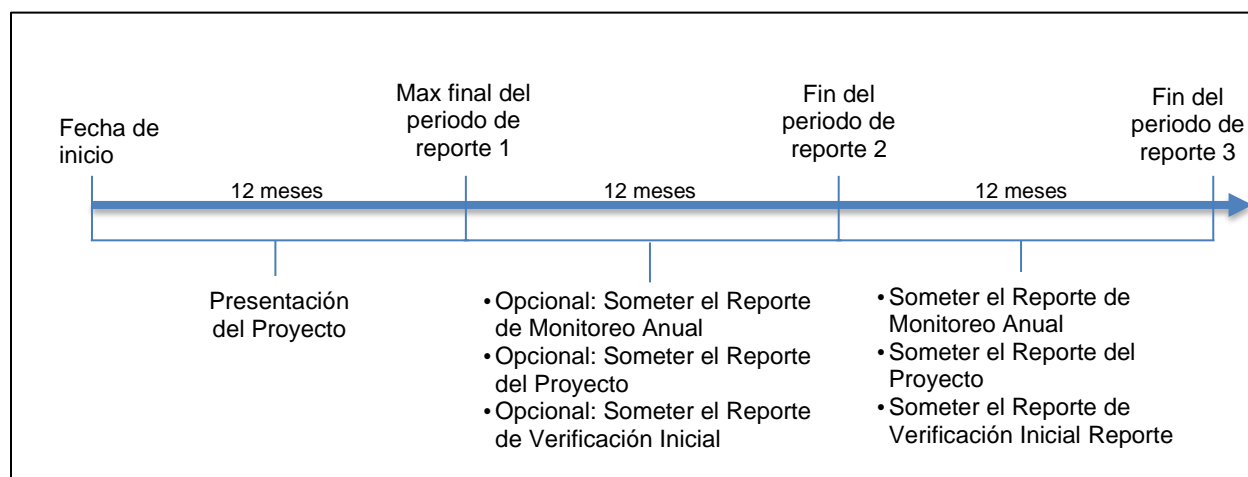 Fecha de
inicio
Max final del
periodo de
reporte 1
Fin del
periodo de
reporte 2
Fin del
periodo de
reporte 3
12 meses
12 meses
12 meses
Presentación
del Proyecto
• Opcional: Someter el Reporte
de Monitoreo Anual
• Opcional: Someter el Reporte
del Proyecto
• Opcional: Someter el Reporte
de Verificación Inicial
• Someter el Reporte de
Monitoreo Anual
• Someter el Reporte del
Proyecto
• Someter el Reporte de
Verificación Inicial Reporte